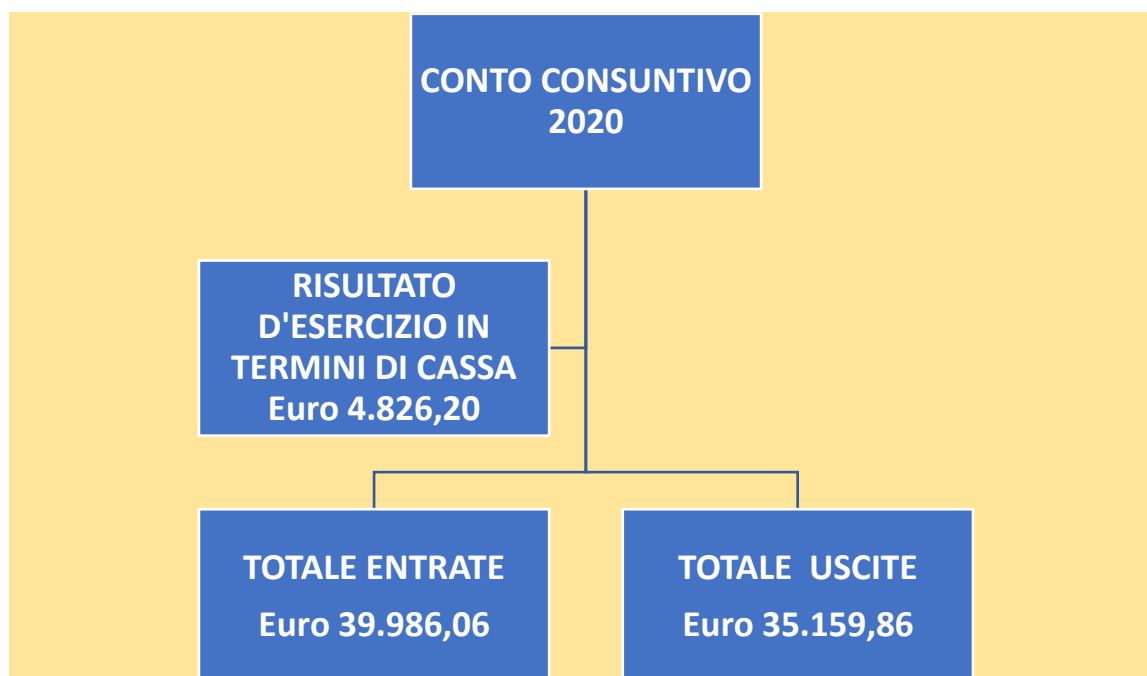 CONTO CONSUNTIVO
2020
RISULTATO
D'ESERCIZIO IN
TERMINI DI CASSA
Euro 4.826,20
TOTALE ENTRATE
Euro 39.986,06
TOTALE USCITE
Euro 35.159,86